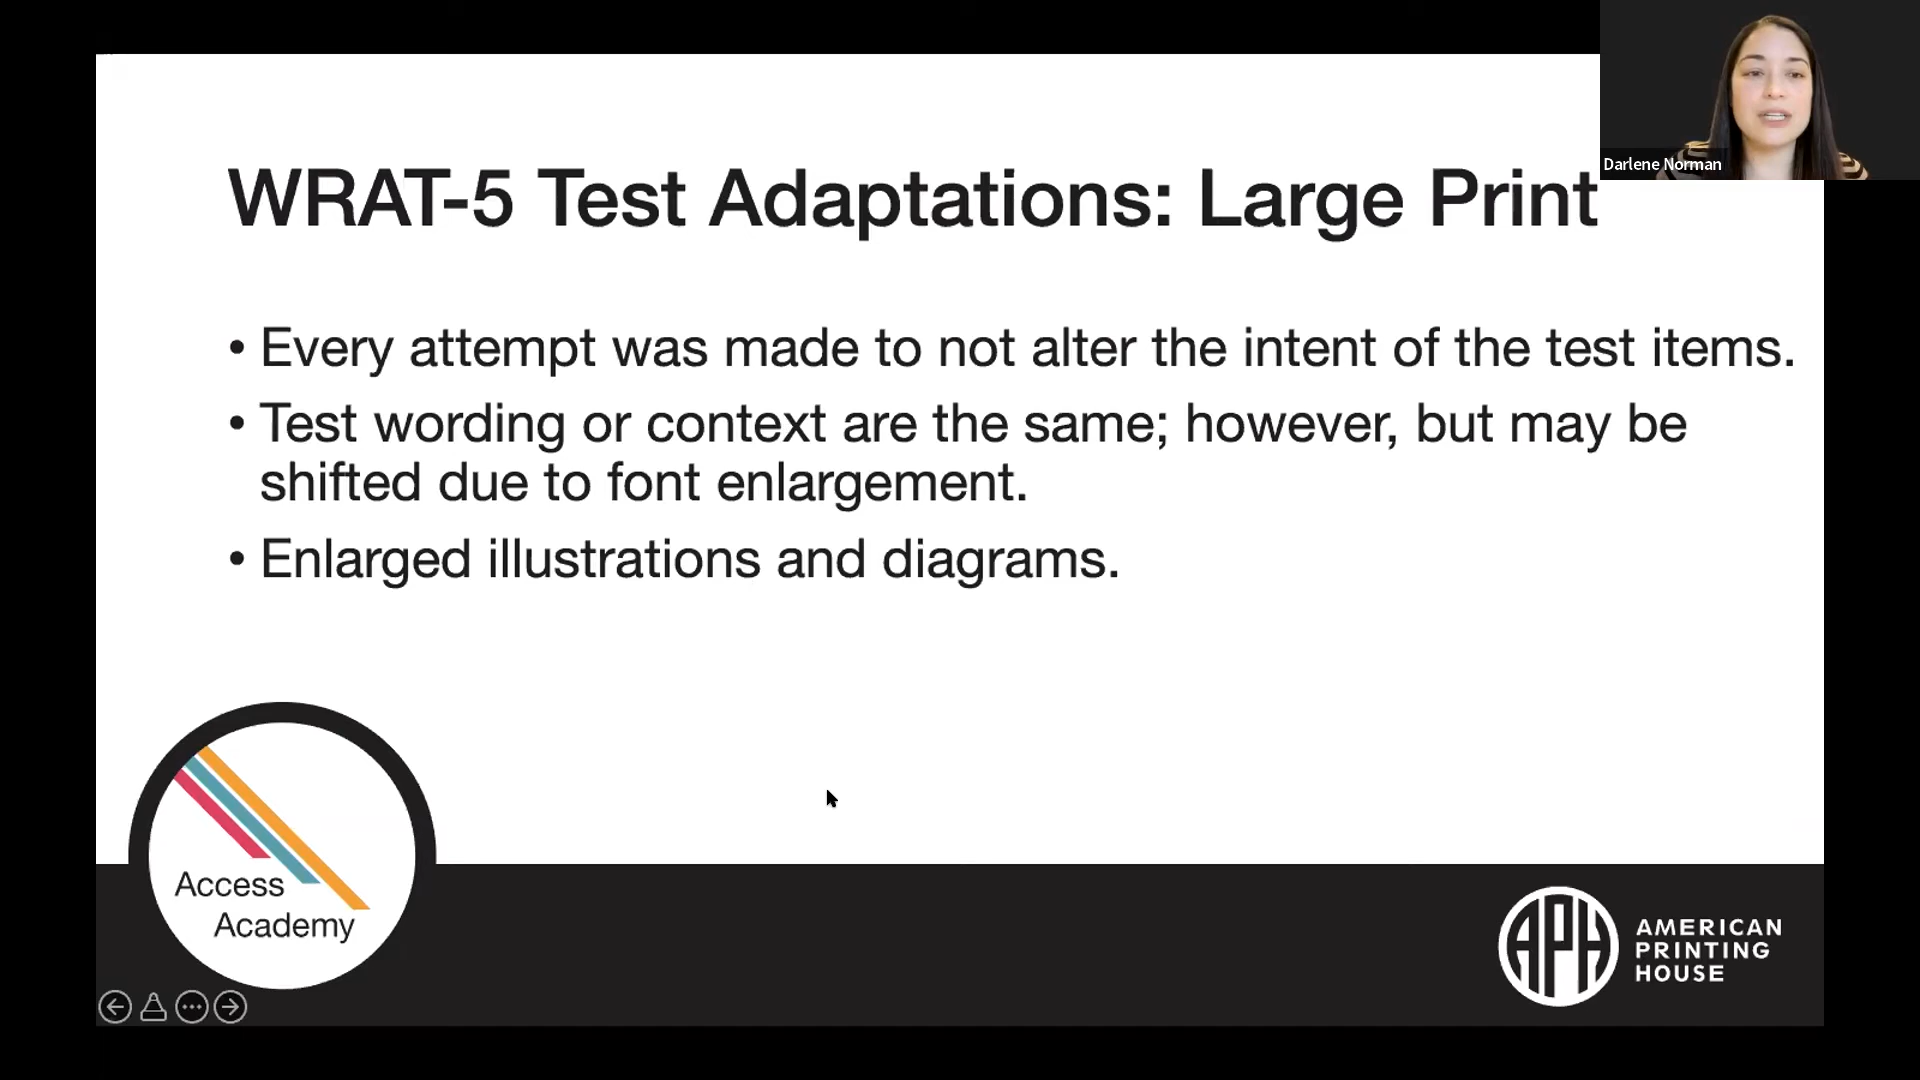 Darlene Norman
WRAT-5 Test Adaptations: Large Print
• Every attempt was made to not alter the intent of the test items.
• Test wording or context are the same; however, but may be
shifted due to font enlargement.
• Enlarged illustrations and diagrams.
Access
Academy
APH
AMERICAN
PRINTING
HOUSE